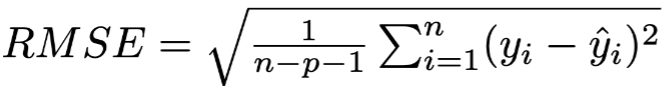 RMSE = \sqrt{\frac{1}{n-p-1} \sum_{i=1}^{n} (y_i - \hat{y}_i)^2}